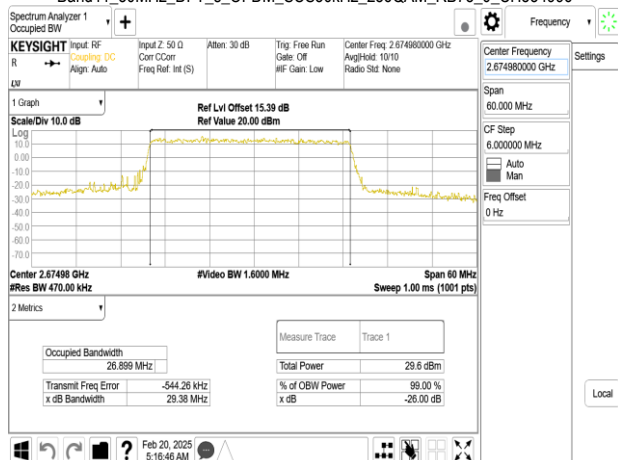 Spectrum Analyzer 1
Occupied BW
+
Frequency
Settings
KEYSIGHT
R
LXI
Input: RF
Coupling: DC
Align: Auto
Input Z: 50 Ω
Corr CCorr
Freq Ref: Int (S)
Atten: 30 dB
Trig: Free Run
Gate: Off
#IF Gain: Low
Center Freq: 2.674980000 GHz
Avg|Hold: 10/10
Radio Std: None
Center Frequency
2.674980000 GHz
Span
60.000 MHz
CF Step
6.000000 MHz
Auto
Man
Freq Offset
0 Hz
Local
1 Graph
Scale/Div 10.0 dB
Ref Lvl Offset 15.39 dB
Ref Value 20.00 dBm
Log
10.0
0.00
-10.0
-20.0
-30.0
-40.0
-50.0
-60.0
-70.0
Center 2.67498 GHz
#Res BW 470.00 kHz
#Video BW 1.6000 MHz
Span 60 MHz
Sweep 1.00 ms (1001 pts)
2 Metrics
Measure Trace
Trace 1
Occupied Bandwidth
26.899 MHz
Total Power
29.6 dBm
Transmit Freq Error
-544.26 kHz
% of OBW Power
99.00 %
x dB Bandwidth
29.38 MHz
x dB
-26.00 dB
?
Feb 20, 2025
5:16:46 AM